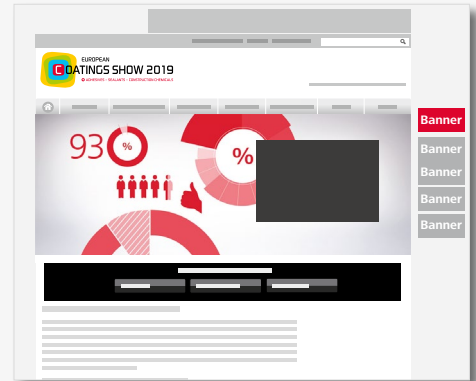 EUROPEAN
COATINGS SHOW 2019
ADHESIVES · SEALANTS · CONSTRUCTION CHEMICALS
93 %
%
Banner
Banner
Banner
Banner
Banner